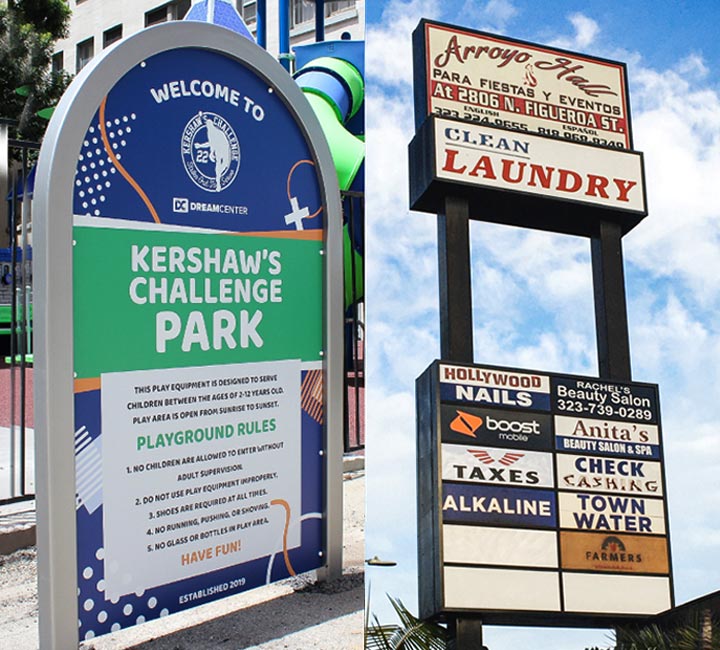 WELCOME TO
KERSHAW'S CHALLENGE
22
DC DREAMCENTER
KERSHAW'S
CHALLENGE
PARK
THIS PLAY EQUIPMENT IS DESIGNED TO SERVE
CHILDREN BETWEEN THE AGES OF 2-12 YEARS OLD.
PLAY AREA IS OPEN FROM SUNRISE TO SUNSET.
PLAYGROUND RULES
1. NO CHILDREN ARE ALLOWED TO ENTER WITHOUT
ADULT SUPERVISION.
2. DO NOT USE PLAY EQUIPMENT IMPROPERLY.
3. SHOES ARE REQUIRED AT ALL TIMES.
4. NO RUNNING, PUSHING, OR SHOVING.
5. NO GLASS OR BOTTLES IN PLAY AREA.
HAVE FUN!
ESTABLISHED 2019
Arroyo Hall
PARA FIESTAS Y EVENTOS
At 2806 N. FIGUEROA ST.
ENGLISH ESPAÑOL
CLEAN
LAUNDRY
HOLLYWOOD
NAILS
RACHEL'S
Beauty Salon
323-739-0289
boost
mobile
Anita's
BEAUTY SALON & SPA
TAXES
CHECK
CASHING
ALKALINE
TOWN
WATER
FARMERS